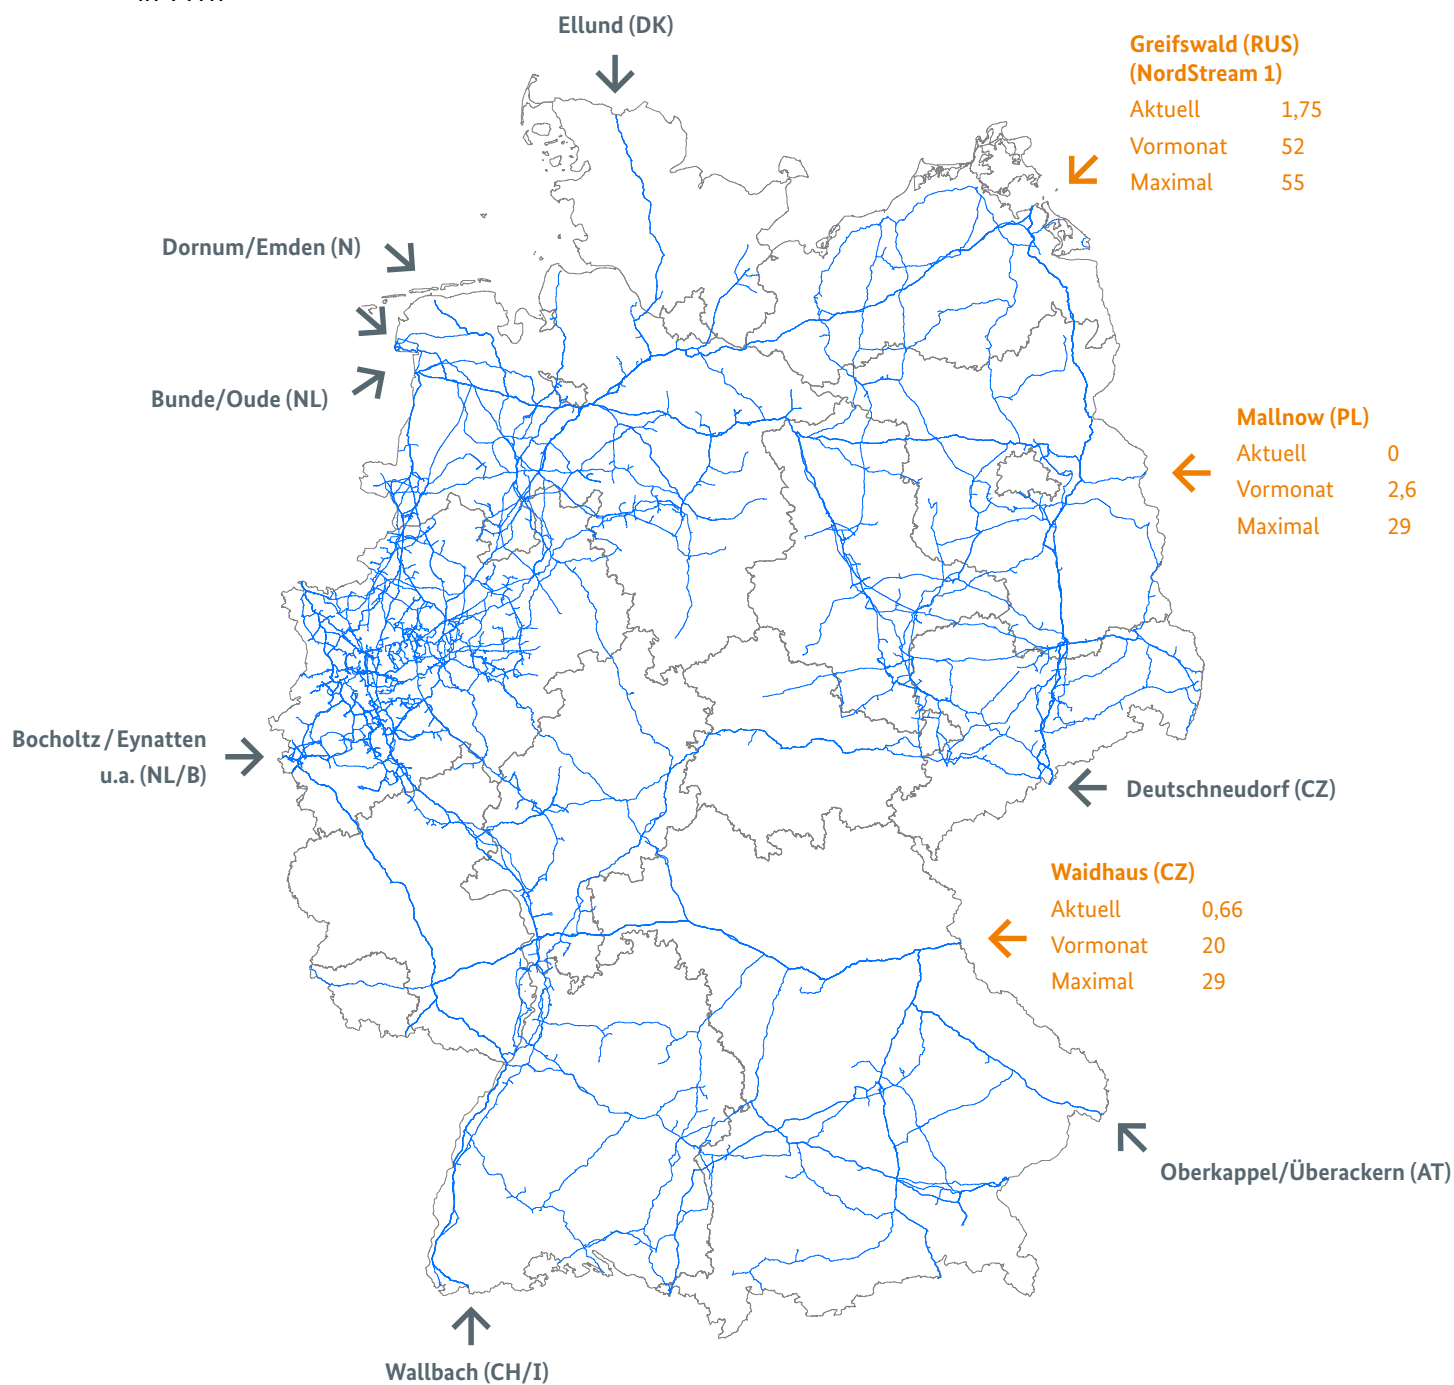 Ellund (DK)
Greifswald (RUS)
(NordStream 1)
Aktuell 1,75
Vormonat 52
Maximal 55
Dornum/Emden (N)
Bunde/Oude (NL)
Mallnow (PL)
Aktuell 0
Vormonat 2,6
Maximal 29
Bocholtz / Eynatten
u.a. (NL/B)
Deutschneudorf (CZ)
Waidhaus (CZ)
Aktuell 0,66
Vormonat 20
Maximal 29
Oberkappel/Überackern (AT)
Wallbach (CH/I)